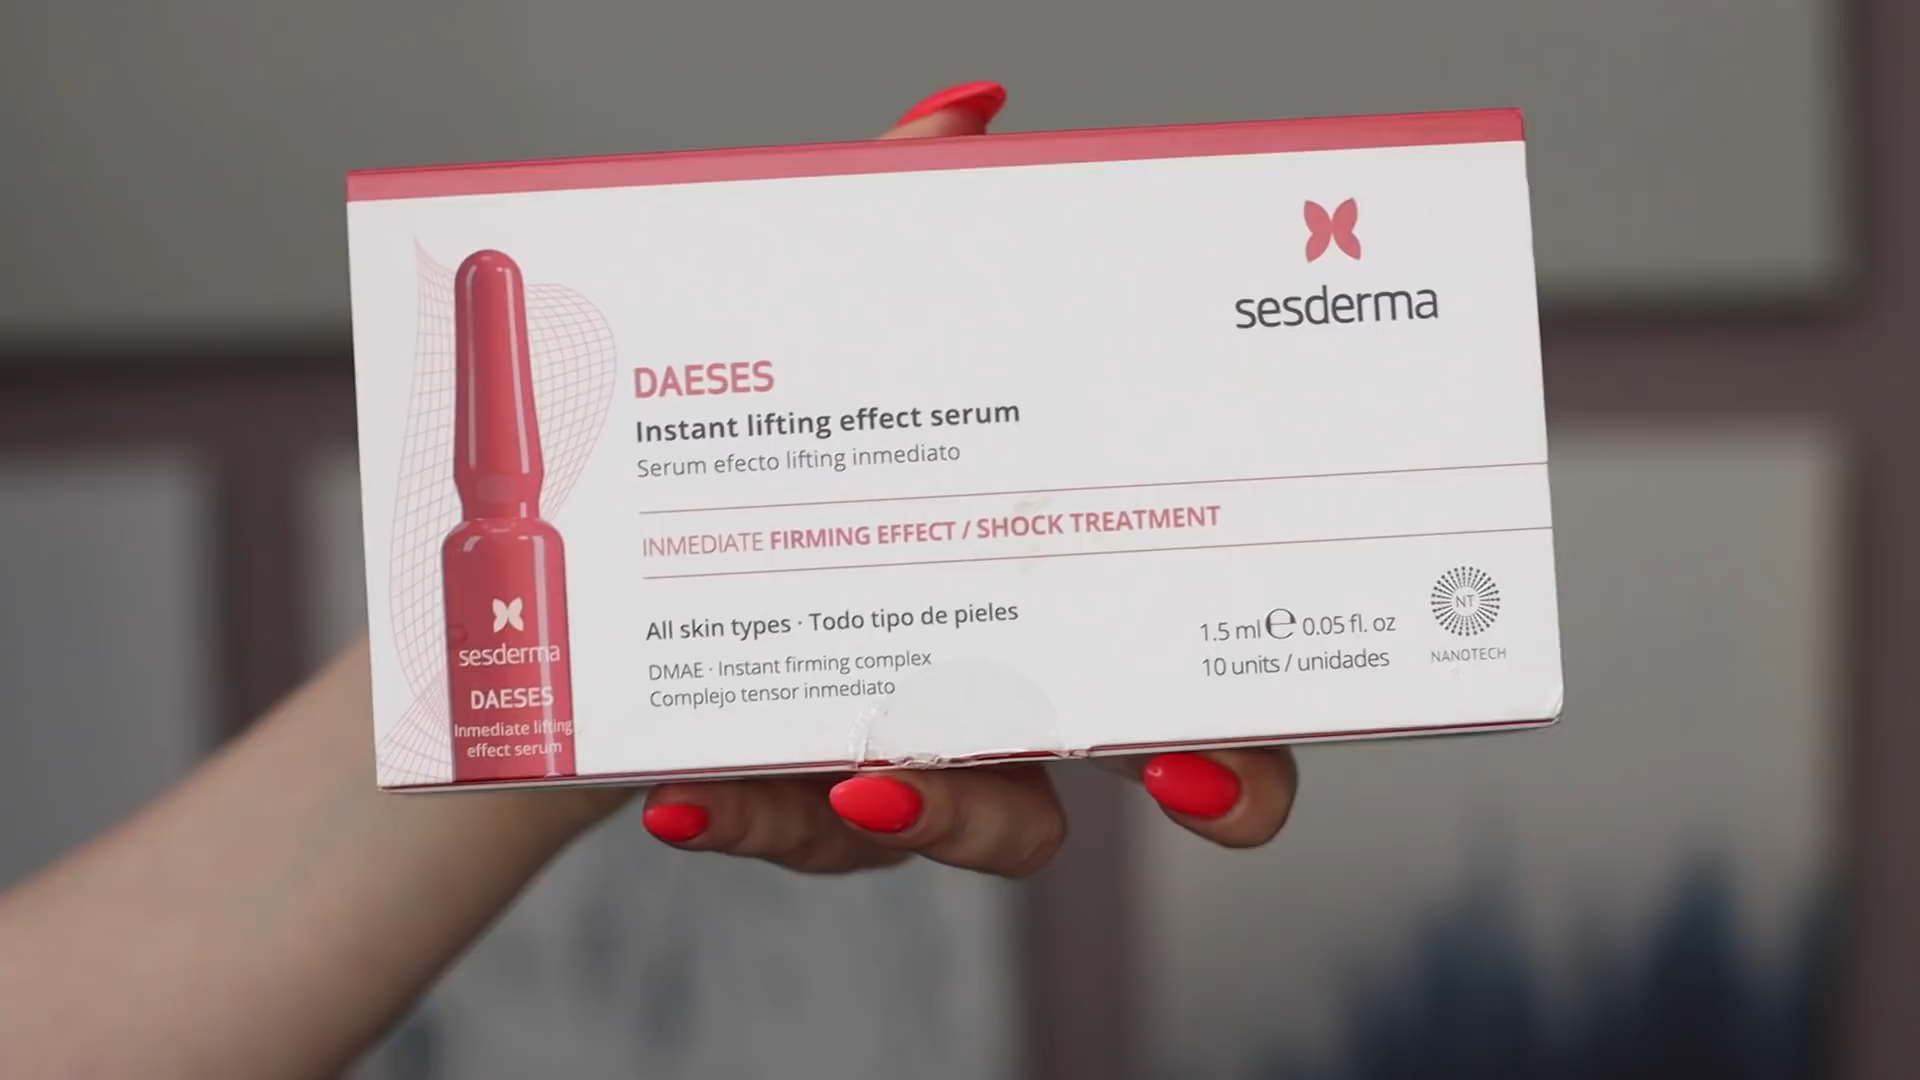 sesderma
DAESES
Instant lifting effect serum
Serum efecto lifting inmediato
INMEDIATE FIRMING EFFECT / SHOCK TREATMENT
All skin types · Todo tipo de pieles
DMAE · Instant firming complex
Complejo tensor inmediato
1.5 ml ℮ 0.05 fl. oz
10 units / unidades
NT
NANOTECH
sesderma
DAESES
Inmediate lifting
effect serum